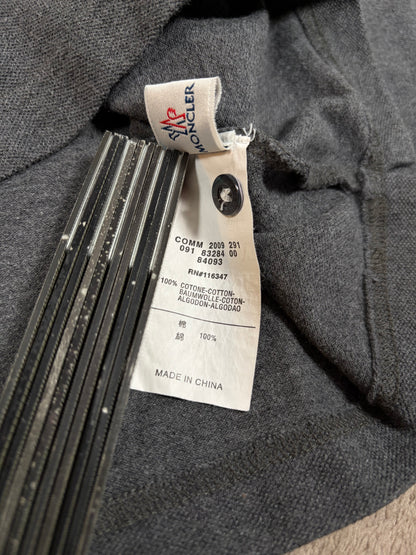 MONCLER
COMM 2009 291
091 83284 00
84093
RN#116347
100% COTONE-COTTON-
BAUMWOLLE-COTON-
ALGODON-ALGODAO
棉
綿 100%
MADE IN CHINA